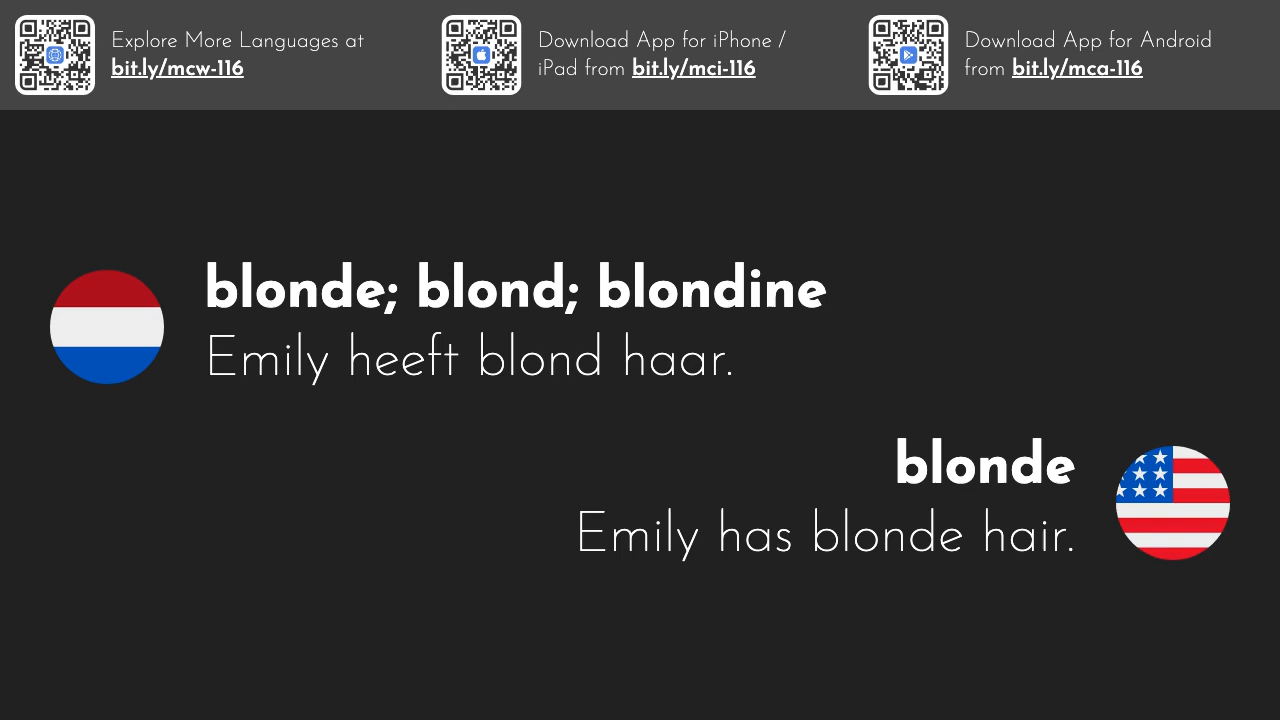 Explore More Languages at
bit.ly/mcw-116
Download App for iPhone /
iPad from bit.ly/mci-116
Download App for Android
from bit.ly/mca-116
blonde; blond; blondine
Emily heeft blond haar.
blonde
Emily has blonde hair.